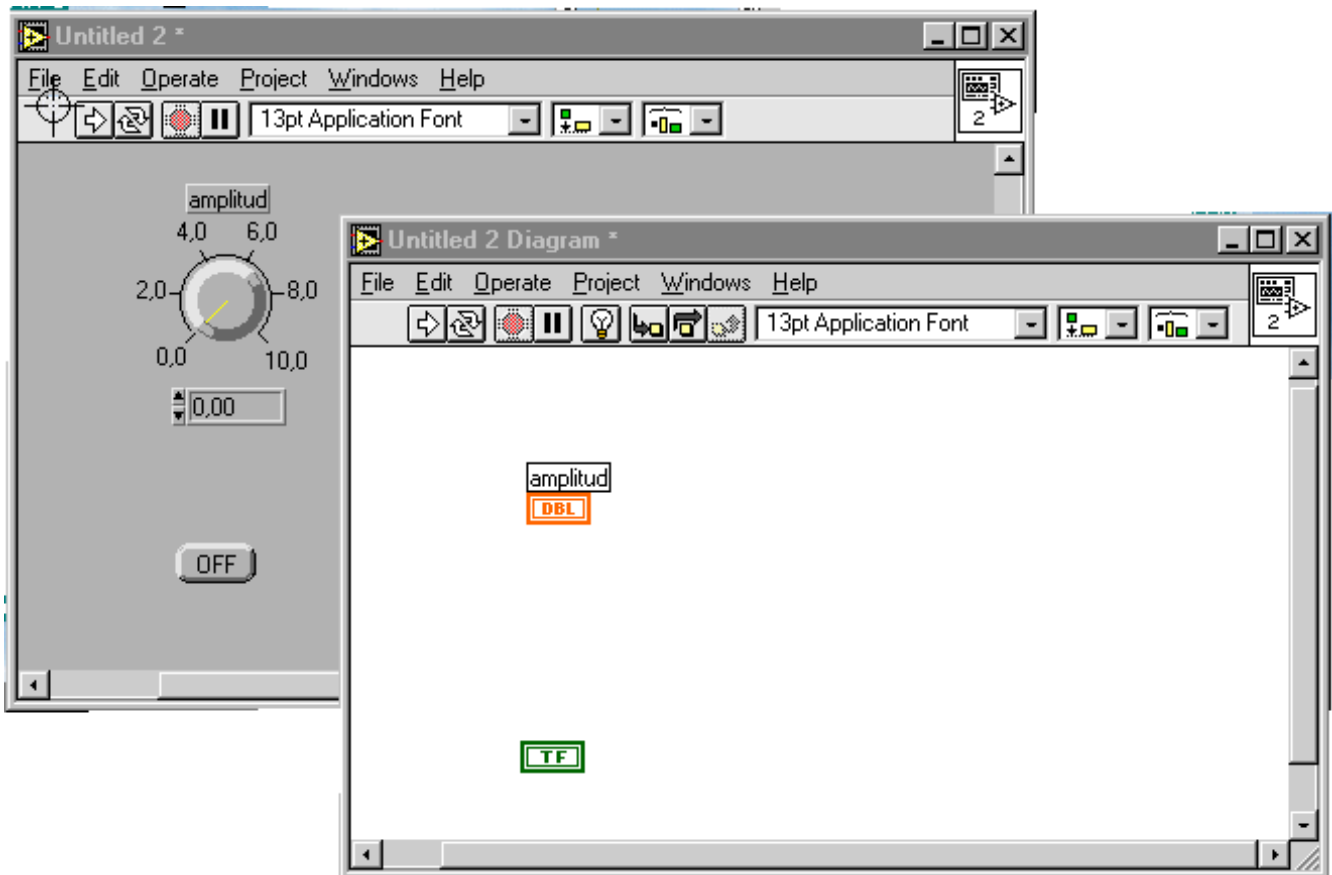 Untitled 2 *
File Edit Operate Project Windows Help
13pt Application Font
2
amplitud
4,0 6,0
2,0 8,0
0,0 10,0
0,00
OFF
Untitled 2 Diagram *
File Edit Operate Project Windows Help
13pt Application Font
2
amplitud
DBL
TF